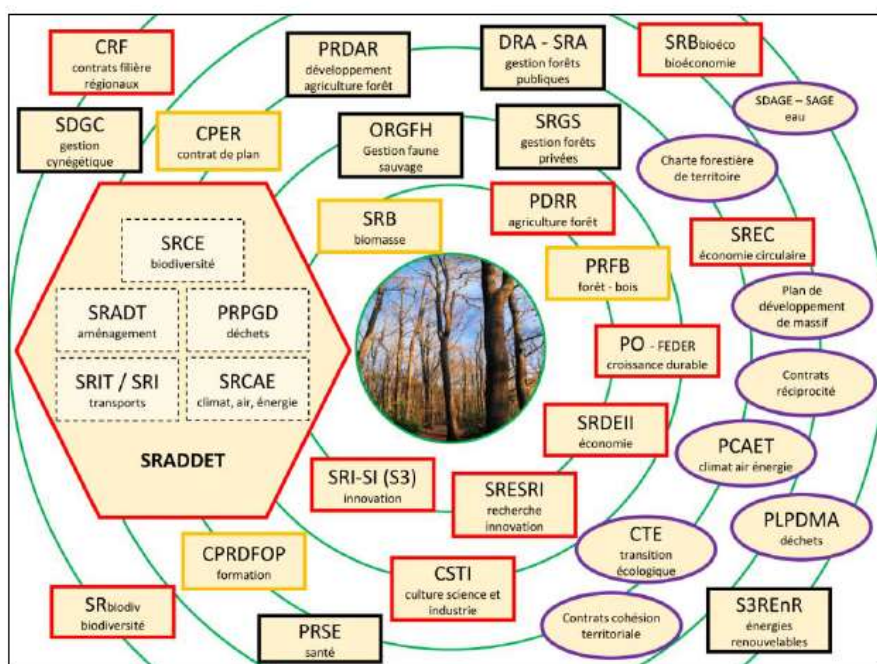 CRF
contrats filière
régionaux
PRDAR
développement
agriculture forêt
DRA - SRA
gestion forêts
publiques
SRBbioéco
bioéconomie
SDGC
gestion
cynégétique
CPER
contrat de plan
ORGFH
Gestion faune
sauvage
SRGS
gestion forêts
privées
SDAGE – SAGE
eau
Charte forestière
de territoire
SRB
biomasse
PDRR
agriculture forêt
SREC
économie circulaire
PRFB
forêt - bois
SRCE
biodiversité
SRADT
aménagement
PRPGD
déchets
SRIT / SRI
transports
SRCAE
climat, air, énergie
SRADDET
Plan de
développement
de massif
PO - FEDER
croissance durable
Contrats
réciprocité
SRDEII
économie
PCAET
climat air énergie
SRI-SI (S3)
innovation
SRESRI
recherche
innovation
PLPDMA
déchets
CTE
transition
écologique
CPRDFOP
formation
CSTI
culture science et
industrie
SRbiodiv
biodiversité
PRSE
santé
Contrats cohésion
territoriale
S3REnR
énergies
renouvelables